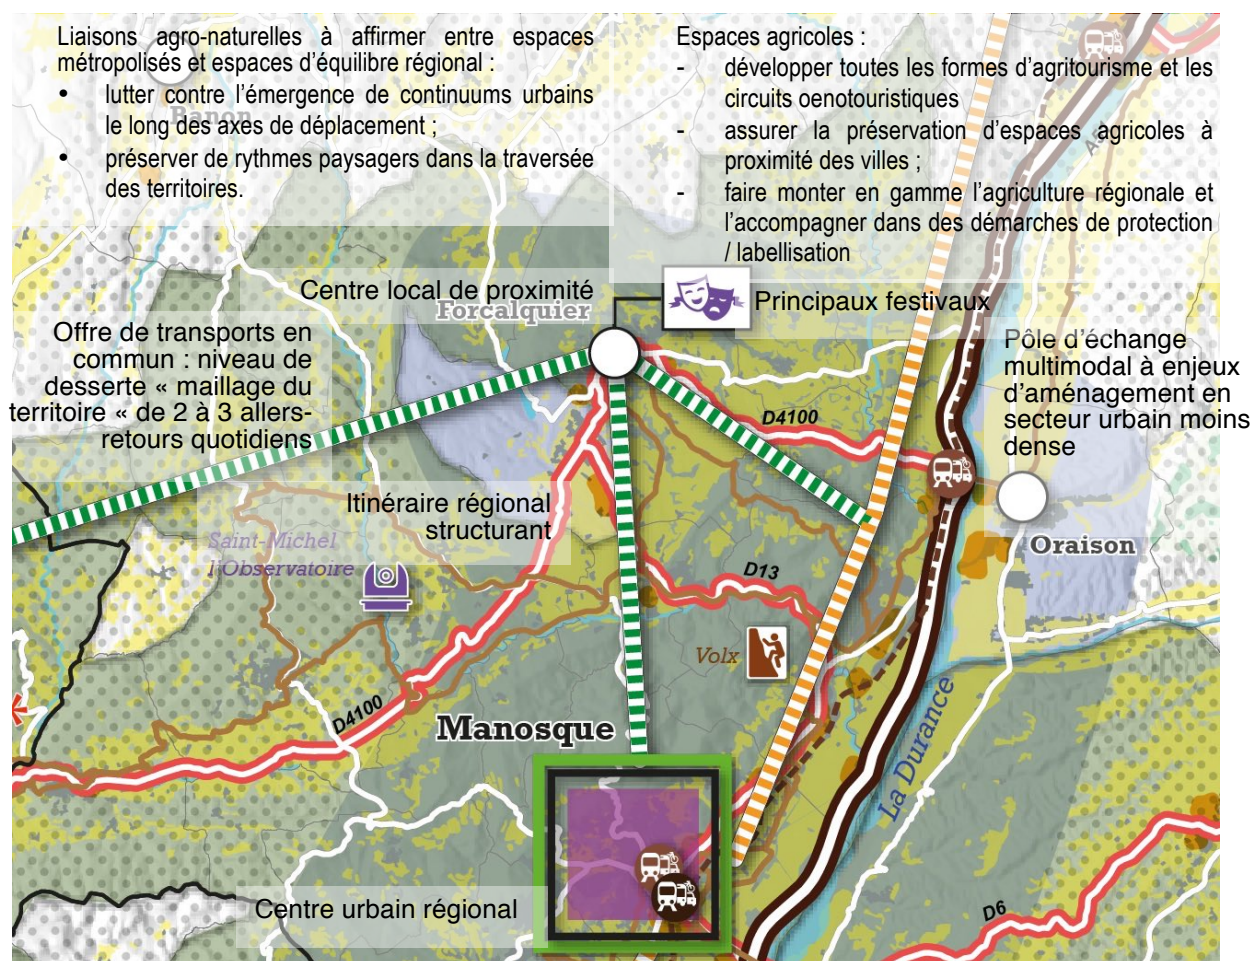 Liaisons agro-naturelles à affirmer entre espaces
métropolisés et espaces d'équilibre régional :
• lutter contre l'émergence de continuums urbains
le long des axes de déplacement ;
• préserver de rythmes paysagers dans la traversée
des territoires.
Banon
Espaces agricoles :
- développer toutes les formes d'agritourisme et les
circuits oenotouristiques
- assurer la préservation d'espaces agricoles à
proximité des villes ;
- faire monter en gamme l'agriculture régionale et
l'accompagner dans des démarches de protection
/ labellisation
Centre local de proximité
Forcalquier
Principaux festivaux
Offre de transports en
commun : niveau de
desserte « maillage du
territoire « de 2 à 3 allers-
retours quotidiens
Pôle d'échange
multimodal à enjeux
d'aménagement en
secteur urbain moins
dense
D4100
Itinéraire régional
structurant
Saint-Michel
l'Observatoire
Oraison
D13
Volx
D4100
Manosque
La Durance
Centre urbain régional
D6